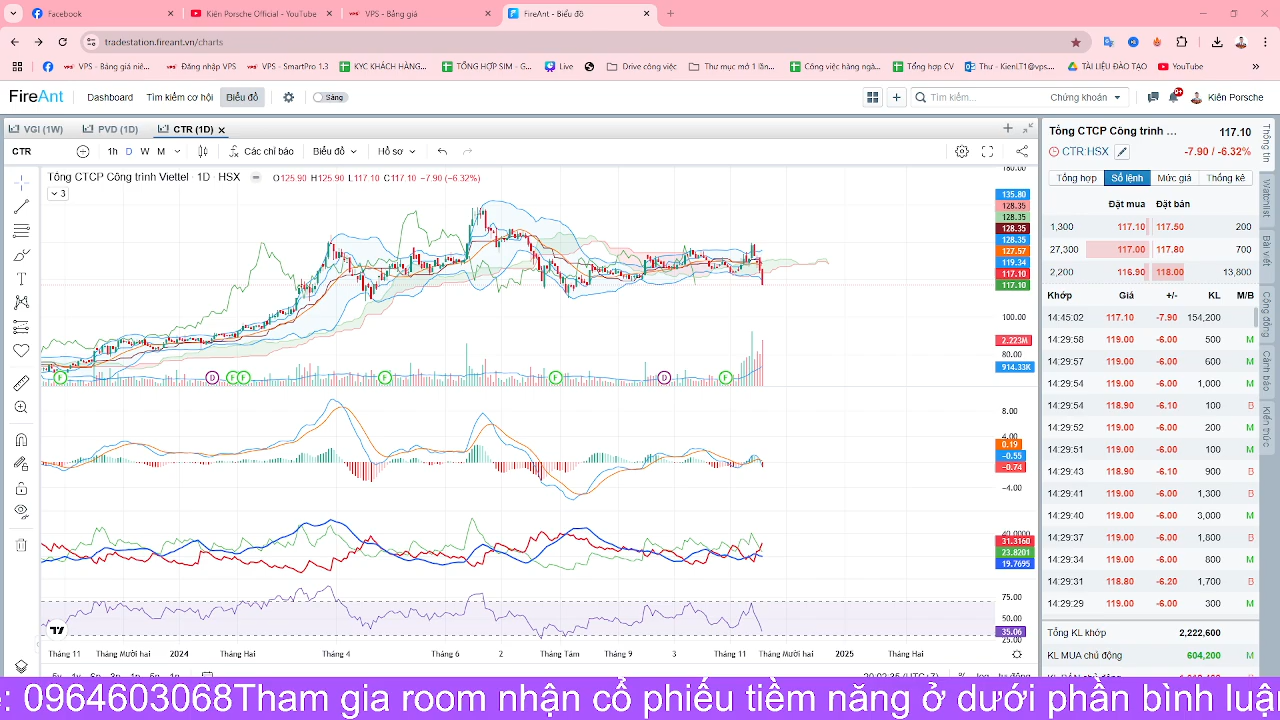 Facebook
Kiên Porsche Official - YouTube
VPS - Bảng giá
FireAnt - Biểu đồ
tradestation.fireant.vn/charts
VPS - Bảng giá niê...
Đăng nhập VPS
VPS - SmartPro 1.3
KYC KHÁCH HÀNG...
TỔNG HỢP SIM – G...
Live
Drive công việc
Thư mục mở 1 lần...
Công việc hàng ngà...
Tổng hợp CV
Thư - KienLT1@vps...
TÀI LIỆU ĐÀO TẠO
YouTube
FireAnt
Dashboard
Tìm kiếm cơ hội
Biểu đồ
Sáng
Tìm kiếm...
Chứng khoán
9+
Kiên Porsche
VGI (1W)
PVD (1D)
CTR (1D)
CTR
1h D W M
Các chỉ báo
Biểu đồ
Hồ sơ
Tổng CTCP Công trình Viettel · 1D · HSX
O125.90 H125.90 L117.10 C117.10 −7.90 (−6.32%)
3
180.00
135.80
128.35
128.35
128.35
128.35
127.57
119.34
117.10
117.10
100.00
2.223M
80.00
914.33K
8.00
4.00
0.19
−0.55
−0.74
−4.00
40.0000
31.3160
23.8201
19.7695
75.00
50.00
35.06
25.00
F D F F F F D F
Tháng 11 Tháng Mười hai 2024 Tháng Hai Tháng 4 Tháng 6 2 Tháng Tám Tháng 9 3 Tháng 11 Tháng Mười hai 2025 Tháng Hai
Tổng CTCP Công trình ...
117.10
CTR:HSX
-7.90 / -6.32%
Tổng hợp
Sổ lệnh
Mức giá
Thống kê
Đặt mua Đặt bán
1,300 117.10 117.50 200
27,300 117.00 117.80 700
2,200 116.90 118.00 13,800
Khớp Giá +/- KL M/B
14:45:02 117.10 -7.90 154,200
14:29:58 119.00 -6.00 500 M
14:29:57 119.00 -6.00 600 M
14:29:54 119.00 -6.00 1,000 M
14:29:54 118.90 -6.10 100 B
14:29:52 119.00 -6.00 200 M
14:29:51 119.00 -6.00 100 M
14:29:43 118.90 -6.10 900 B
14:29:41 119.00 -6.00 1,300 B
14:29:40 119.00 -6.00 3,000 M
14:29:37 119.00 -6.00 1,800 B
14:29:34 119.00 -6.00 800 M
14:29:31 118.80 -6.20 1,700 B
14:29:29 119.00 -6.00 300 M
Tổng KL khớp 2,222,600
KL MUA chủ động 604,200 M
Thông tin
Watchlist
Bài viết
Cộng đồng
Cảnh báo
Kiến thức
: 0964603068Tham gia room nhận cổ phiếu tiềm năng ở dưới phần bình luậ